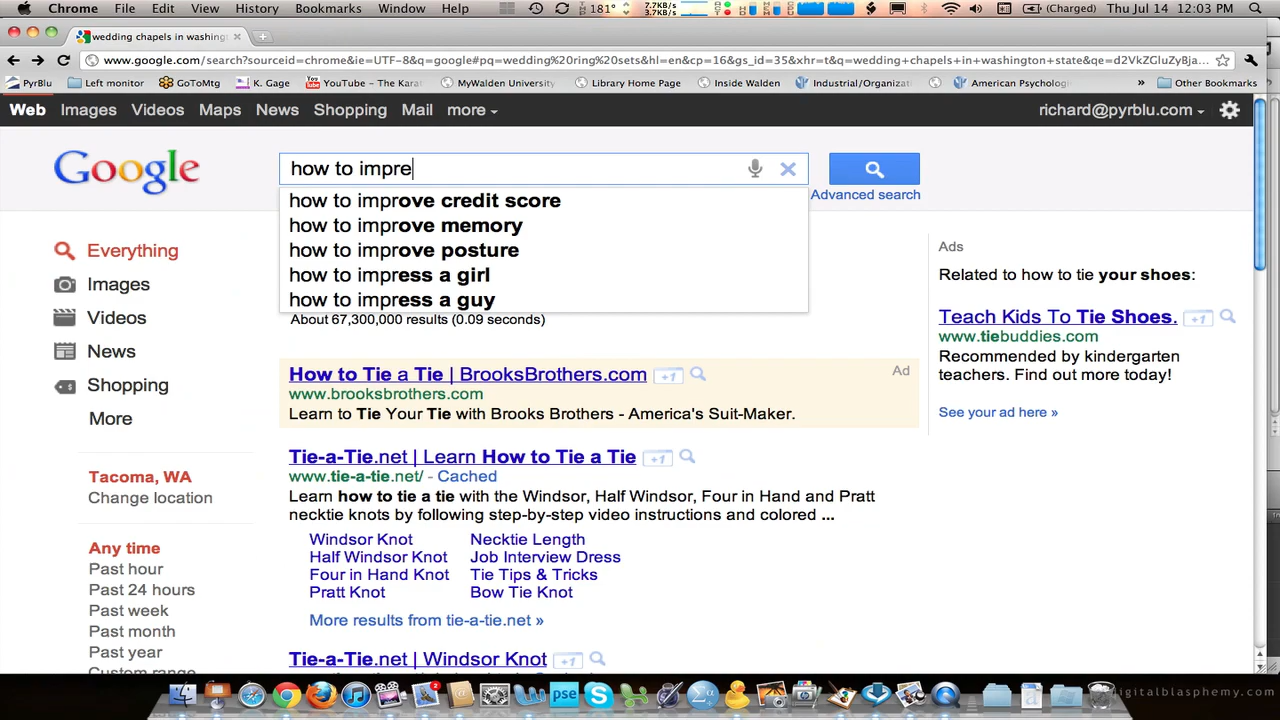 Chrome File Edit View History Bookmarks Window Help 181° 7.7KB/s 3.7KB/s (Charged) Thu Jul 14 12:03 PM
wedding chapels in washingt
www.google.com/search?sourceid=chrome&ie=UTF-8&q=google#pq=wedding%20ring%20sets&hl=en&cp=16&gs_id=35&xhr=t&q=wedding+chapels+in+washington+state&qe=d2VkZGluZyBja...
PyrBlu Left monitor GoToMtg K. Gage YouTube - The Karat MyWalden University Library Home Page Inside Walden Industrial/Organizati American Psychologi » Other Bookmarks
Web Images Videos Maps News Shopping Mail more richard@pyrblu.com
Google
how to impre
Advanced search
how to improve credit score
how to improve memory
how to improve posture
how to impress a girl
how to impress a guy
About 67,300,000 results (0.09 seconds)
Everything
Images
Videos
News
Shopping
More
Tacoma, WA
Change location
Any time
Past hour
Past 24 hours
Past week
Past month
Past year
Custom range
How to Tie a Tie | BrooksBrothers.com +1 Ad
www.brooksbrothers.com
Learn to Tie Your Tie with Brooks Brothers - America's Suit-Maker.
Tie-a-Tie.net | Learn How to Tie a Tie +1
www.tie-a-tie.net/ - Cached
Learn how to tie a tie with the Windsor, Half Windsor, Four in Hand and Pratt
necktie knots by following step-by-step video instructions and colored ...
Windsor Knot Necktie Length
Half Windsor Knot Job Interview Dress
Four in Hand Knot Tie Tips & Tricks
Pratt Knot Bow Tie Knot
More results from tie-a-tie.net »
Tie-a-Tie.net | Windsor Knot +1
Ads
Related to how to tie your shoes:
Teach Kids To Tie Shoes. +1
www.tiebuddies.com
Recommended by kindergarten
teachers. Find out more today!
See your ad here »
pse
digitalblasphemy.com